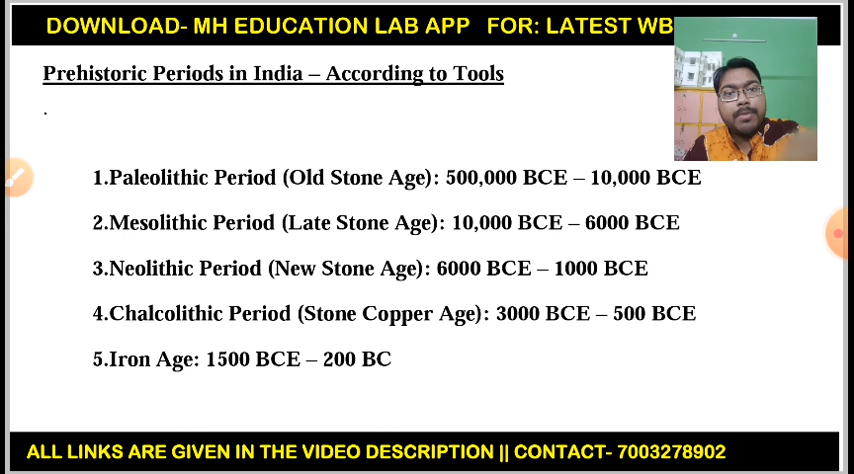 DOWNLOAD- MH EDUCATION LAB APP FOR: LATEST WB
Prehistoric Periods in India – According to Tools
.
1.Paleolithic Period (Old Stone Age): 500,000 BCE – 10,000 BCE
2.Mesolithic Period (Late Stone Age): 10,000 BCE – 6000 BCE
3.Neolithic Period (New Stone Age): 6000 BCE – 1000 BCE
4.Chalcolithic Period (Stone Copper Age): 3000 BCE – 500 BCE
5.Iron Age: 1500 BCE – 200 BC
ALL LINKS ARE GIVEN IN THE VIDEO DESCRIPTION || CONTACT- 7003278902